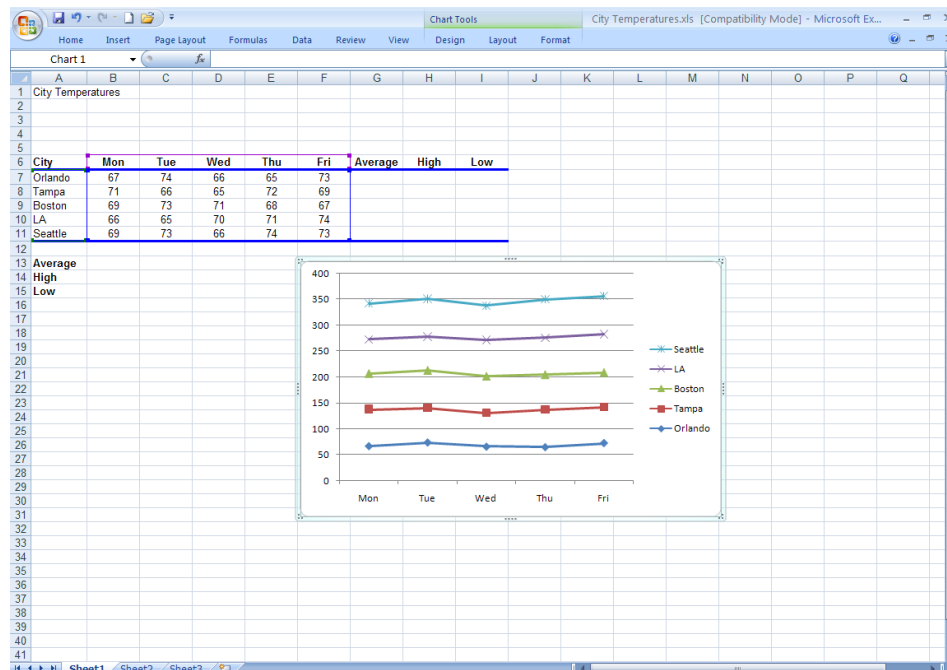 Chart Tools City Temperatures.xls [Compatibility Mode] - Microsoft Ex...
Home Insert Page Layout Formulas Data Review View Design Layout Format
Chart 1 fx
A B C D E F G H I J K L M N O P Q
1 City Temperatures
2
3
4
5
6 City Mon Tue Wed Thu Fri Average High Low
7 Orlando 67 74 66 65 73
8 Tampa 71 66 65 72 69
9 Boston 69 73 71 68 67
10 LA 66 65 70 71 74
11 Seattle 69 73 66 74 73
12
13 Average
14 High
15 Low
16
17
18
19
20
21
22
23
24
25
26
27
28
29
30
31
32
33
34
35
36
37
38
39
40
41
400
350
300
250
200
150
100
50
0
Mon Tue Wed Thu Fri
Seattle
LA
Boston
Tampa
Orlando
Sheet1 Sheet2 Sheet3